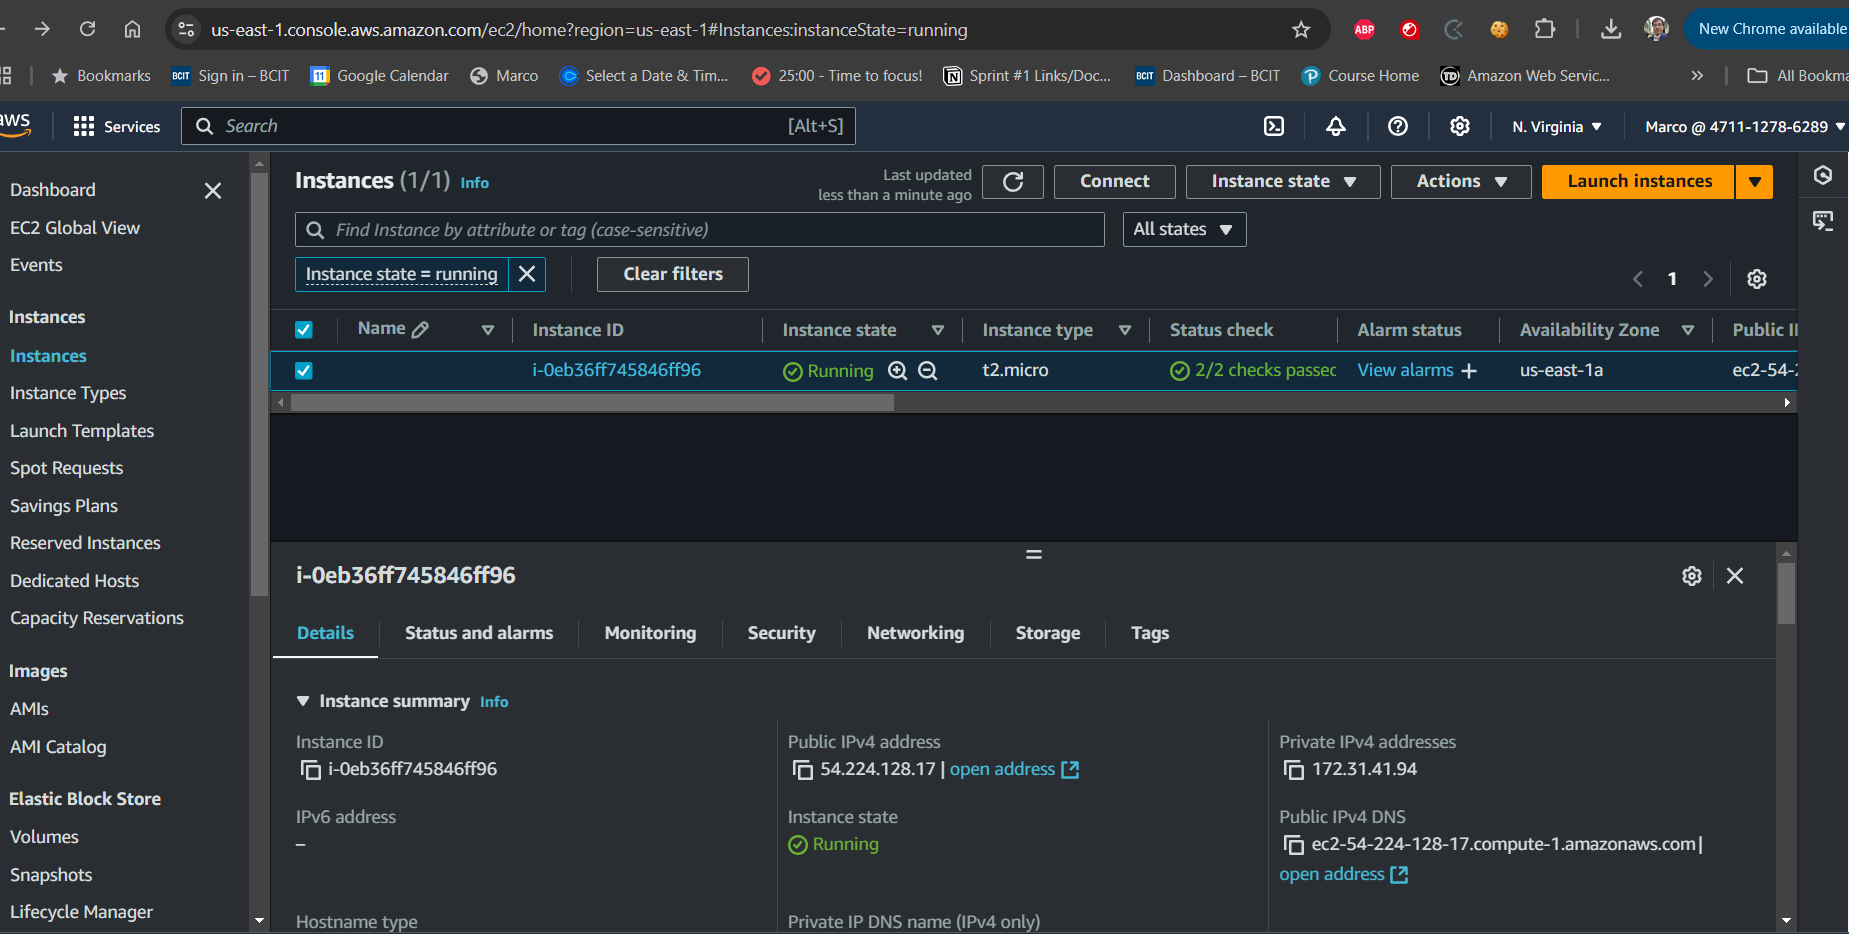 us-east-1.console.aws.amazon.com/ec2/home?region=us-east-1#Instances:instanceState=running
ABP
New Chrome available
Bookmarks
BCIT Sign in – BCIT
11 Google Calendar
Marco
Select a Date & Tim...
25:00 - Time to focus!
Sprint #1 Links/Doc...
BCIT Dashboard – BCIT
Course Home
TD Amazon Web Servic...
»
All Bookma
aws
Services
Search [Alt+S]
N. Virginia
Marco @ 4711-1278-6289
Dashboard
EC2 Global View
Events
Instances
Instances
Instance Types
Launch Templates
Spot Requests
Savings Plans
Reserved Instances
Dedicated Hosts
Capacity Reservations
Images
AMIs
AMI Catalog
Elastic Block Store
Volumes
Snapshots
Lifecycle Manager
Instances (1/1) Info
Last updated
less than a minute ago
Connect
Instance state
Actions
Launch instances
Find Instance by attribute or tag (case-sensitive)
All states
Instance state = running
Clear filters
1
Name Instance ID Instance state Instance type Status check Alarm status Availability Zone Public I
i-0eb36ff745846ff96 Running t2.micro 2/2 checks passec View alarms + us-east-1a ec2-54-2
i-0eb36ff745846ff96
Details Status and alarms Monitoring Security Networking Storage Tags
Instance summary Info
Instance ID
i-0eb36ff745846ff96
Public IPv4 address
54.224.128.17 | open address
Private IPv4 addresses
172.31.41.94
IPv6 address
–
Instance state
Running
Public IPv4 DNS
ec2-54-224-128-17.compute-1.amazonaws.com |
open address
Hostname type
Private IP DNS name (IPv4 only)